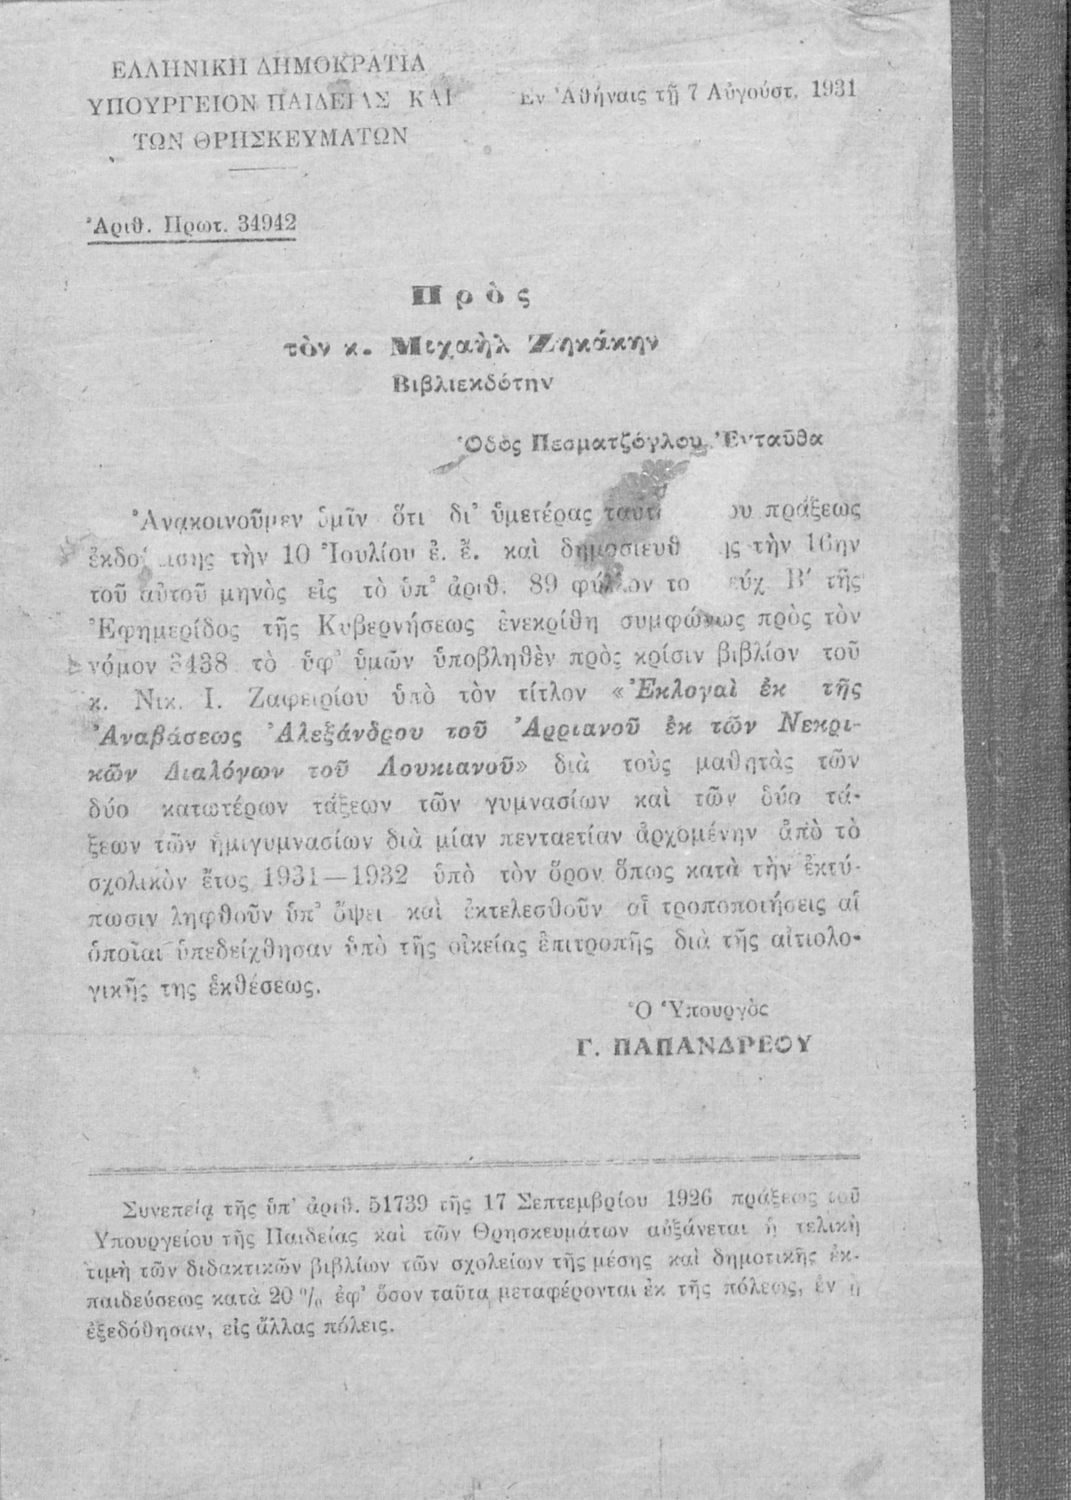 ΕΛΛΗΝΙΚΗ ΔΗΜΟΚΡΑΤΙΑ
ΥΠΟΥΡΓΕΙΟΝ ΠΑΙΔΕΙΑΣ ΚΑΙ
ΤΩΝ ΘΡΗΣΚΕΥΜΑΤΩΝ
Ἐν Ἀθήναις τῇ 7 Αὐγούστ. 1931
Ἀριθ. Πρωτ. 34942
Πρὸς
τὸν κ. Μιχαὴλ Ζηκάκην
Βιβλιεκδότην
Ὁδὸς Πεσματζόγλου Ἐνταῦθα
Ἀνακοινοῦμεν ὑμῖν ὅτι δι' ὑμετέρας πράξεως
τὴν 10 Ἰουλίου ἐ. ἔ. καὶ τὴν 16ην
τοῦ αὐτοῦ μηνὸς εἰς τὸ ὑπ' ἀριθ. 89 φύλλον Β′ τῆς
Ἐφημερίδος τῆς Κυβερνήσεως ἐνεκρίθη συμφώνως πρὸς τὸν
νόμον 3438 τὸ ὑφ' ὑμῶν ὑποβληθὲν πρὸς κρίσιν βιβλίον τοῦ
κ. Νικ. Ι. Ζαφειρίου ὑπὸ τὸν τίτλον «Ἐκλογαὶ ἐκ τῆς
Ἀναβάσεως Ἀλεξάνδρου τοῦ Ἀρριανοῦ ἐκ τῶν Νεκρι-
κῶν Διαλόγων τοῦ Λουκιανοῦ» διὰ τοὺς μαθητὰς τῶν
δύο κατωτέρων τάξεων τῶν γυμνασίων καὶ τῶν δύο τά-
ξεων τῶν ἡμιγυμνασίων διὰ μίαν πενταετίαν ἀρχομένην ἀπὸ τὸ
σχολικὸν ἔτος 1931—1932 ὑπὸ τὸν ὅρον ὅπως κατὰ τὴν ἐκτύ-
πωσιν ληφθοῦν ὑπ' ὄψει καὶ ἐκτελεσθοῦν αἱ τροποποιήσεις αἱ
ὁποῖαι ὑπεδείχθησαν ὑπὸ τῆς οἰκείας ἐπιτροπῆς διὰ τῆς αἰτιολο-
γικῆς της ἐκθέσεως.
Ὁ Ὑπουργὸς
Γ. ΠΑΠΑΝΔΡΕΟΥ
Συνεπείᾳ τῆς ὑπ' ἀριθ. 51739 τῆς 17 Σεπτεμβρίου 1926 πράξεως τοῦ
Ὑπουργείου τῆς Παιδείας καὶ τῶν Θρησκευμάτων αὐξάνεται ἡ τελικὴ
τιμὴ τῶν διδακτικῶν βιβλίων τῶν σχολείων τῆς μέσης καὶ δημοτικῆς ἐκ-
παιδεύσεως κατὰ 20 % ἐφ' ὅσον ταῦτα μεταφέρονται ἐκ τῆς πόλεως, ἐν ᾗ
ἐξεδόθησαν, εἰς ἄλλας πόλεις.